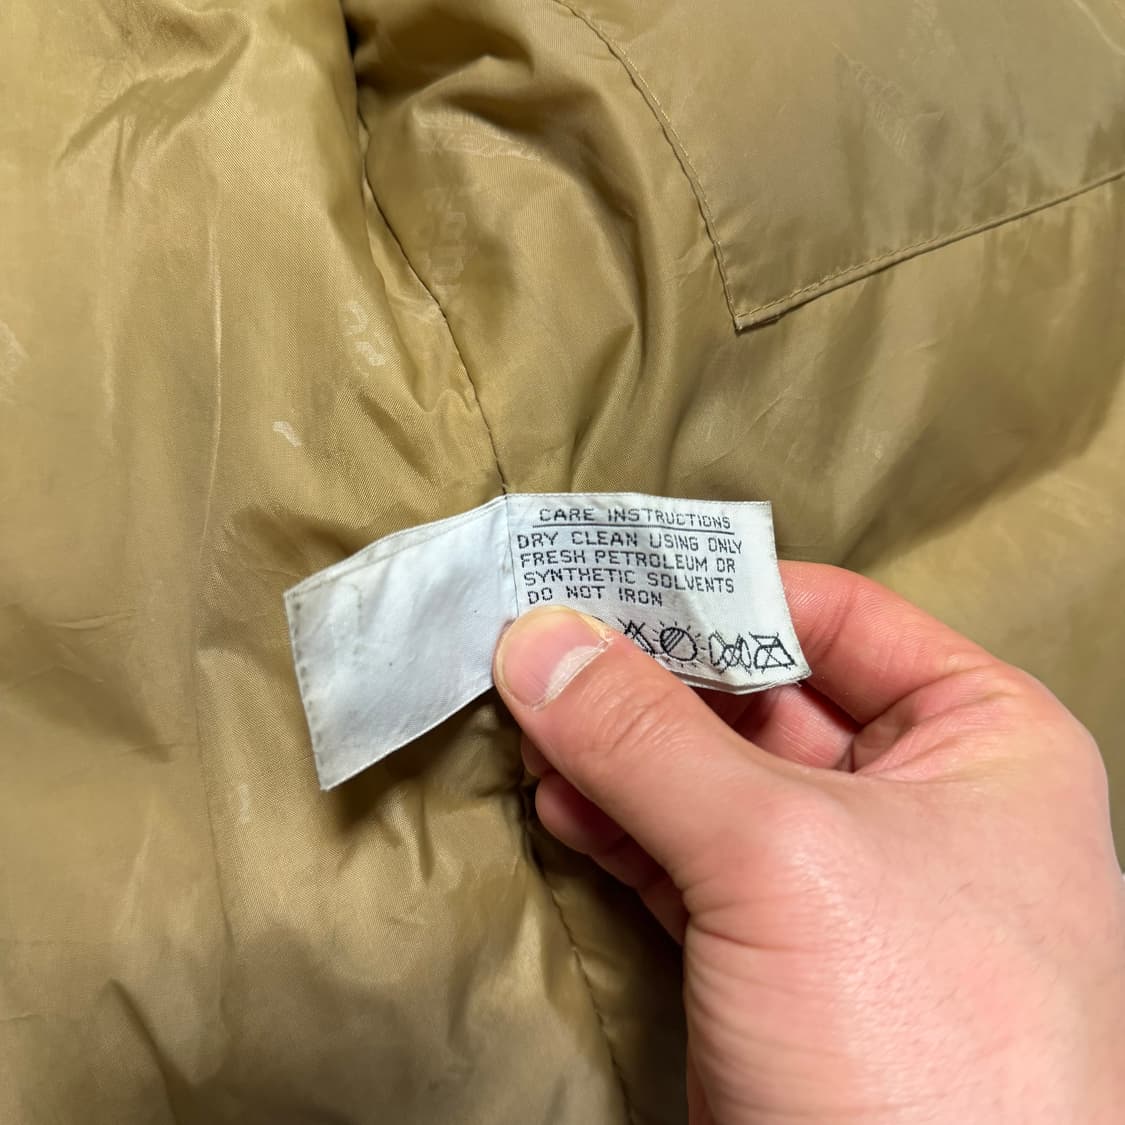 CARE INSTRUCTIONS
DRY CLEAN USING ONLY
FRESH PETROLEUM OR
SYNTHETIC SOLVENTS
DO NOT IRON